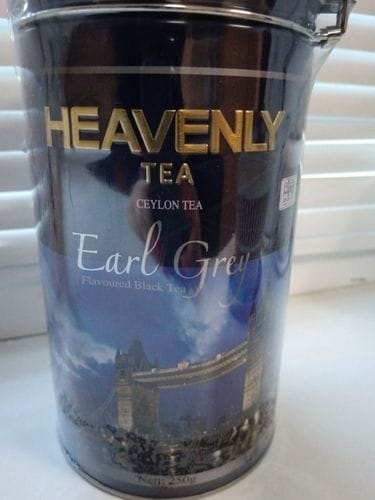 HEAVENLY
TEA
CEYLON TEA
Earl Grey
Flavoured Black Tea
Nett: 250g